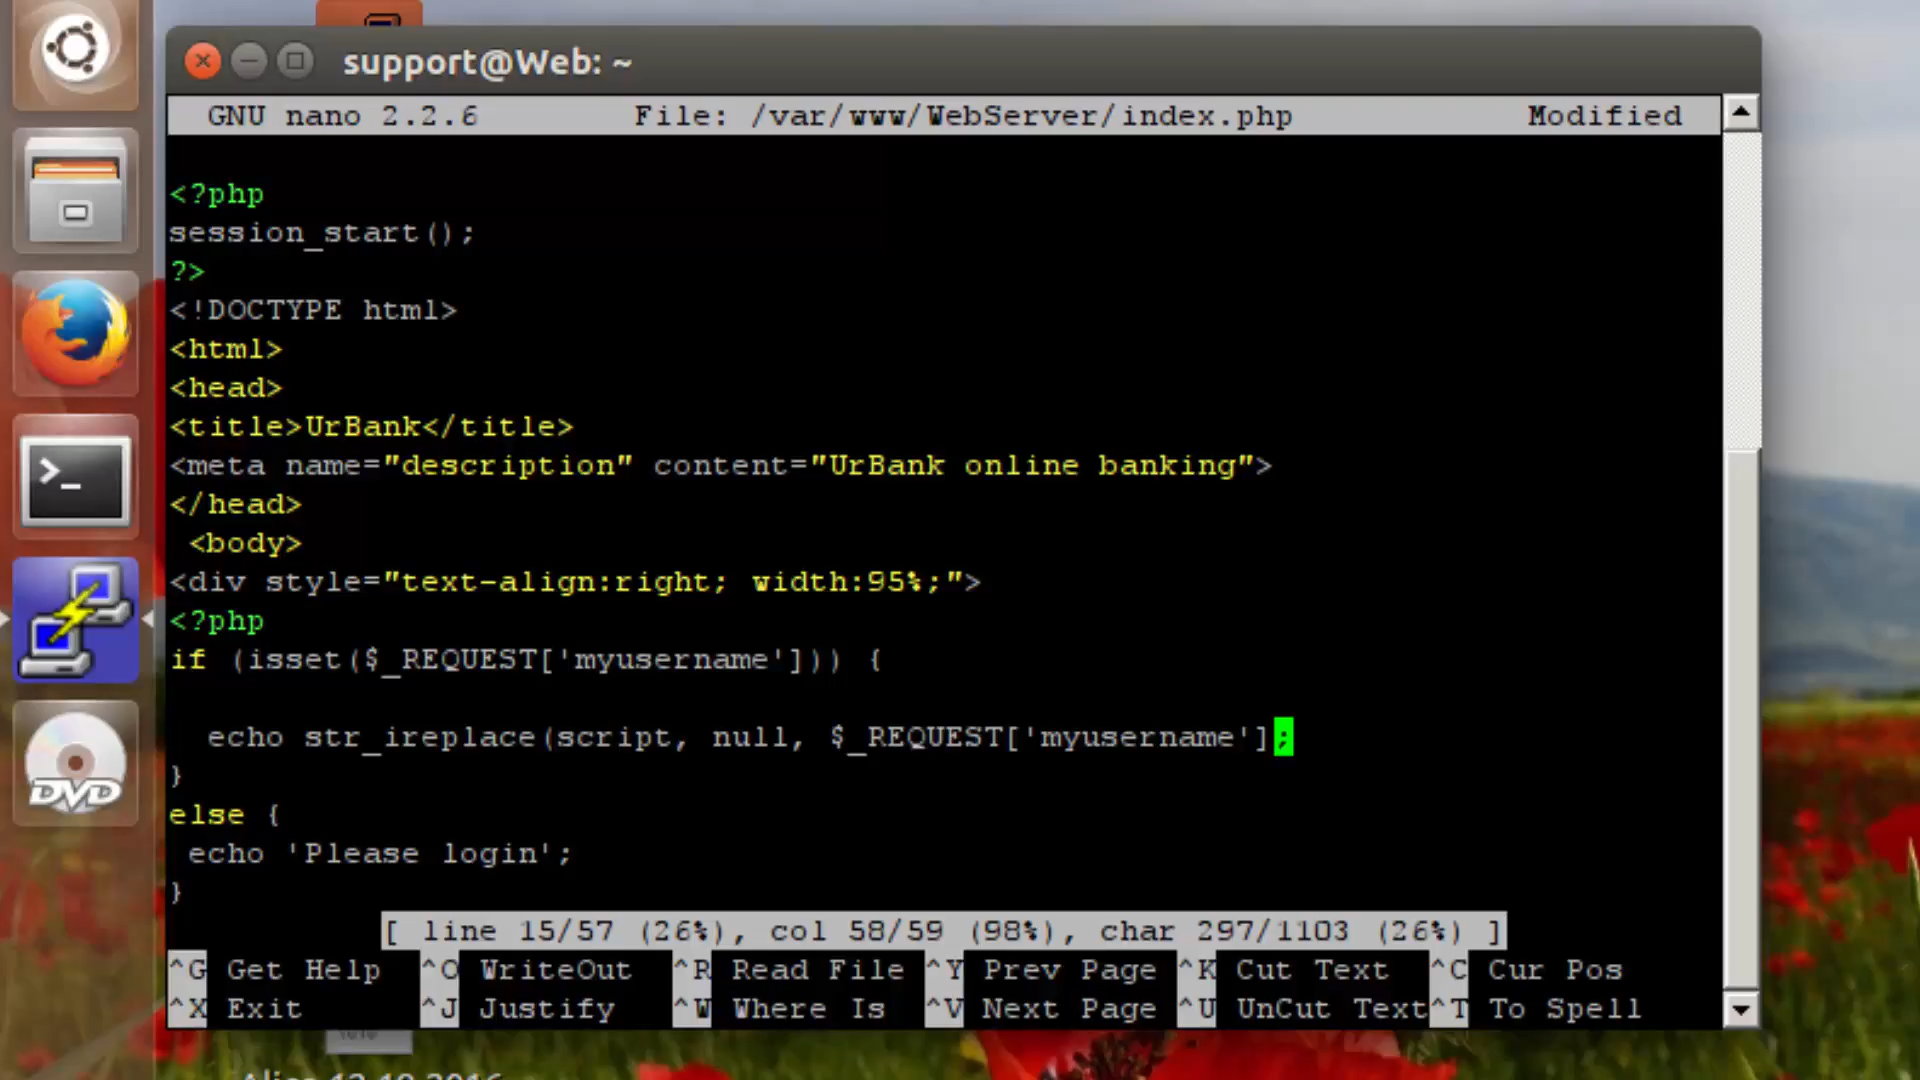 support@Web: ~
GNU nano 2.2.6 File: /var/www/WebServer/index.php Modified
<?php
session_start();
?>
<!DOCTYPE html>
<html>
<head>
<title>UrBank</title>
<meta name="description" content="UrBank online banking">
</head>
<body>
<div style="text-align:right; width:95%;">
<?php
if (isset($_REQUEST['myusername'])) {
echo str_ireplace(script, null, $_REQUEST['myusername'];
}
else {
echo 'Please login';
}
[ line 15/57 (26%), col 58/59 (98%), char 297/1103 (26%) ]
^G Get Help ^O WriteOut ^R Read File ^Y Prev Page ^K Cut Text ^C Cur Pos
^X Exit ^J Justify ^W Where Is ^V Next Page ^U UnCut Text ^T To Spell
>_
DVD